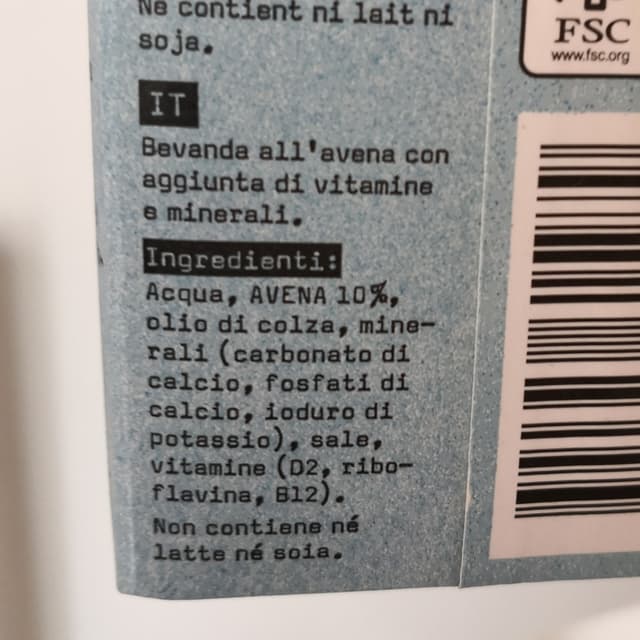 Ne contient ni lait ni
soja.
IT
Bevanda all'avena con
aggiunta di vitamine
e minerali.
Ingredienti:
Acqua, AVENA 10%,
olio di colza, mine-
rali (carbonato di
calcio, fosfati di
calcio, ioduro di
potassio), sale,
vitamine (D2, ribo-
flavina, B12).
Non contiene né
latte né soia.
FSC
www.fsc.org